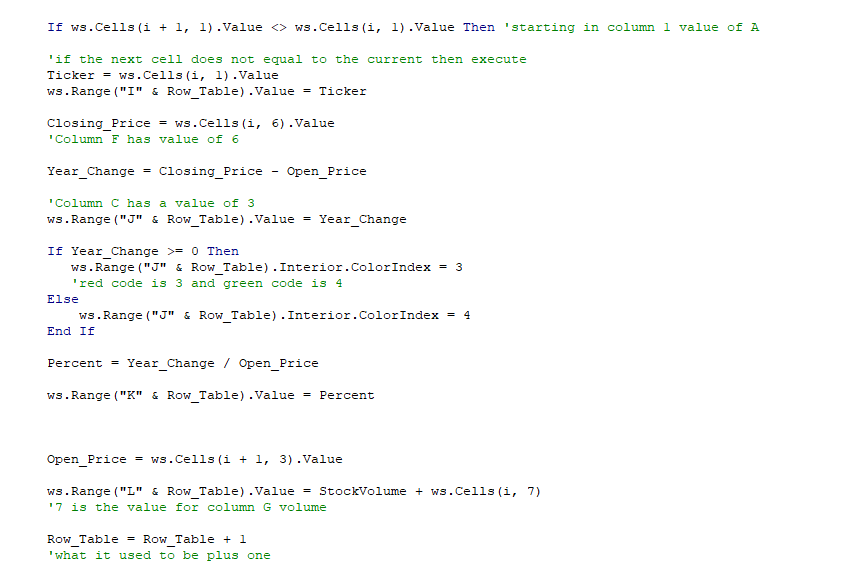 If ws.Cells(i + 1, 1).Value <> ws.Cells(i, 1).Value Then 'starting in column 1 value of A
'if the next cell does not equal to the current then execute
Ticker = ws.Cells(i, 1).Value
ws.Range("I" & Row_Table).Value = Ticker
Closing_Price = ws.Cells(i, 6).Value
'Column F has value of 6
Year_Change = Closing_Price - Open_Price
'Column C has a value of 3
ws.Range("J" & Row_Table).Value = Year_Change
If Year_Change >= 0 Then
ws.Range("J" & Row_Table).Interior.ColorIndex = 3
'red code is 3 and green code is 4
Else
ws.Range("J" & Row_Table).Interior.ColorIndex = 4
End If
Percent = Year_Change / Open_Price
ws.Range("K" & Row_Table).Value = Percent
Open_Price = ws.Cells(i + 1, 3).Value
ws.Range("L" & Row_Table).Value = StockVolume + ws.Cells(i, 7)
'7 is the value for column G volume
Row_Table = Row_Table + 1
'what it used to be plus one